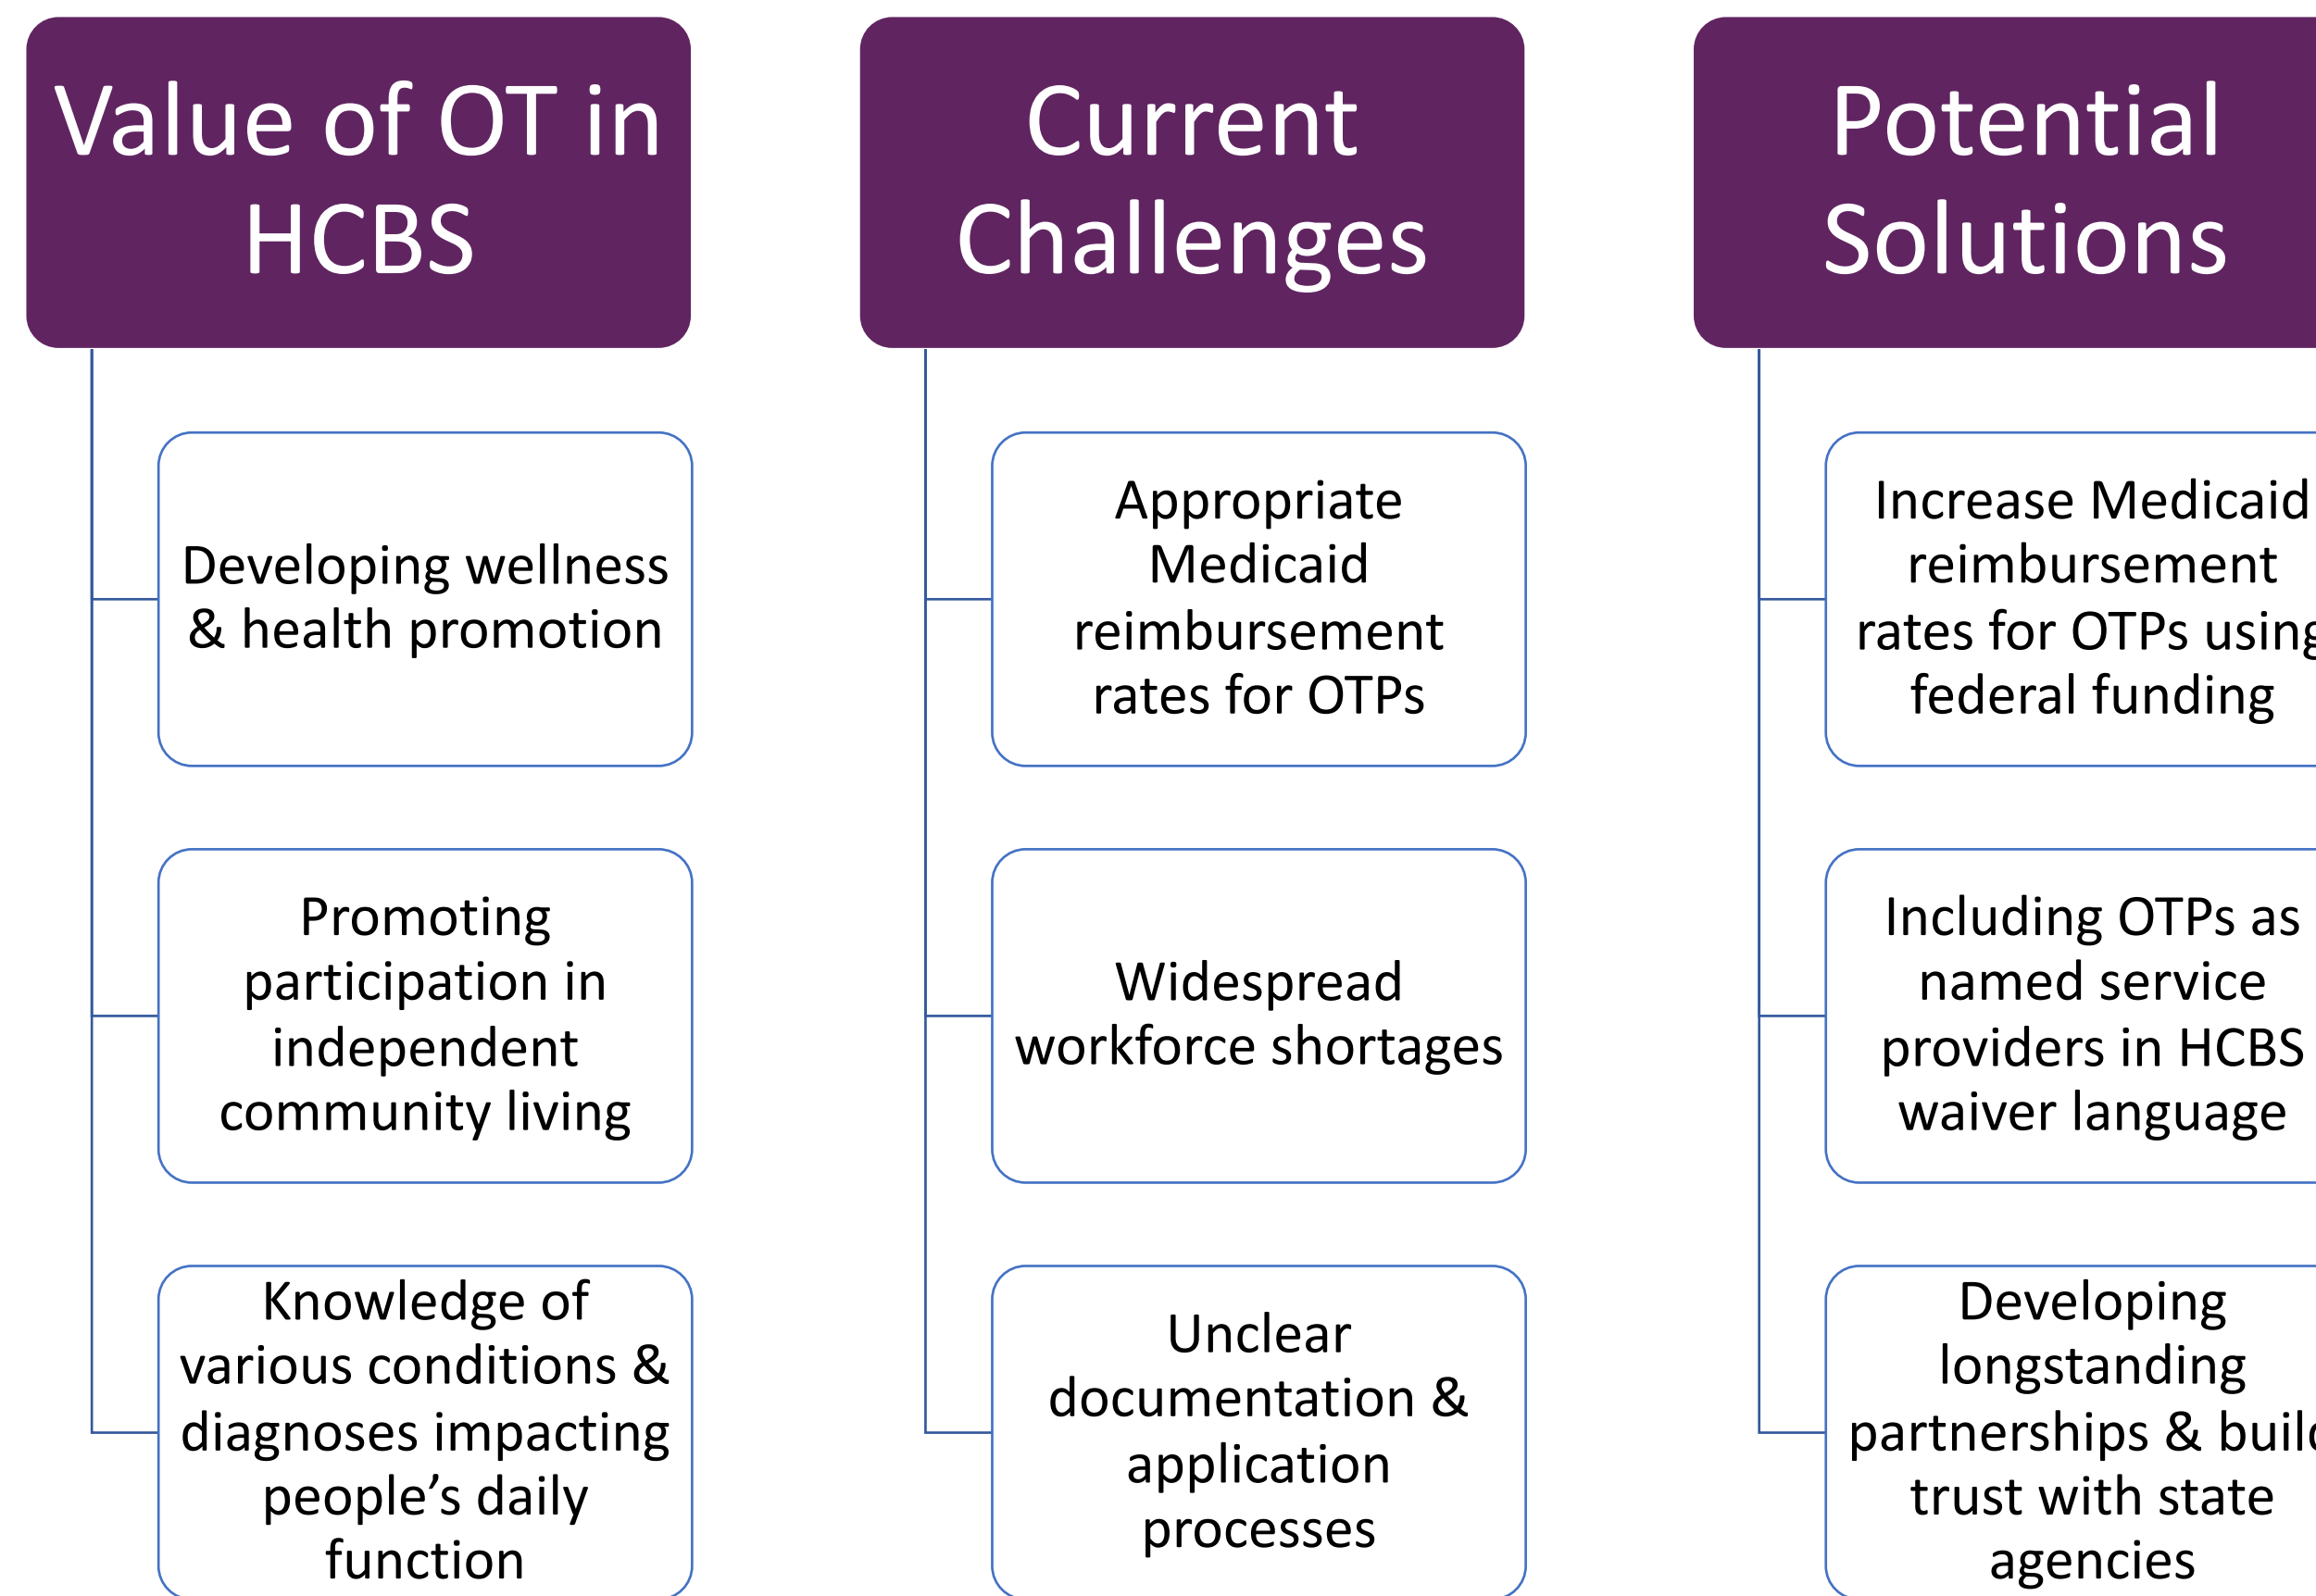 Value of OT in
HCBS
Developing wellness
& health promotion
Promoting
participation in
independent
community living
Knowledge of
various conditions &
diagnoses impacting
people’s daily
function
Current
Challenges
Appropriate
Medicaid
reimbursement
rates for OTPs
Widespread
workforce shortages
Unclear
documentation &
application
processes
Potential
Solutions
Increase Medicaid
reimbursement
rates for OTPs using
federal funding
Including OTPs as
named service
providers in HCBS
waiver language
Developing
longstanding
partnerships & build
trust with state
agencies